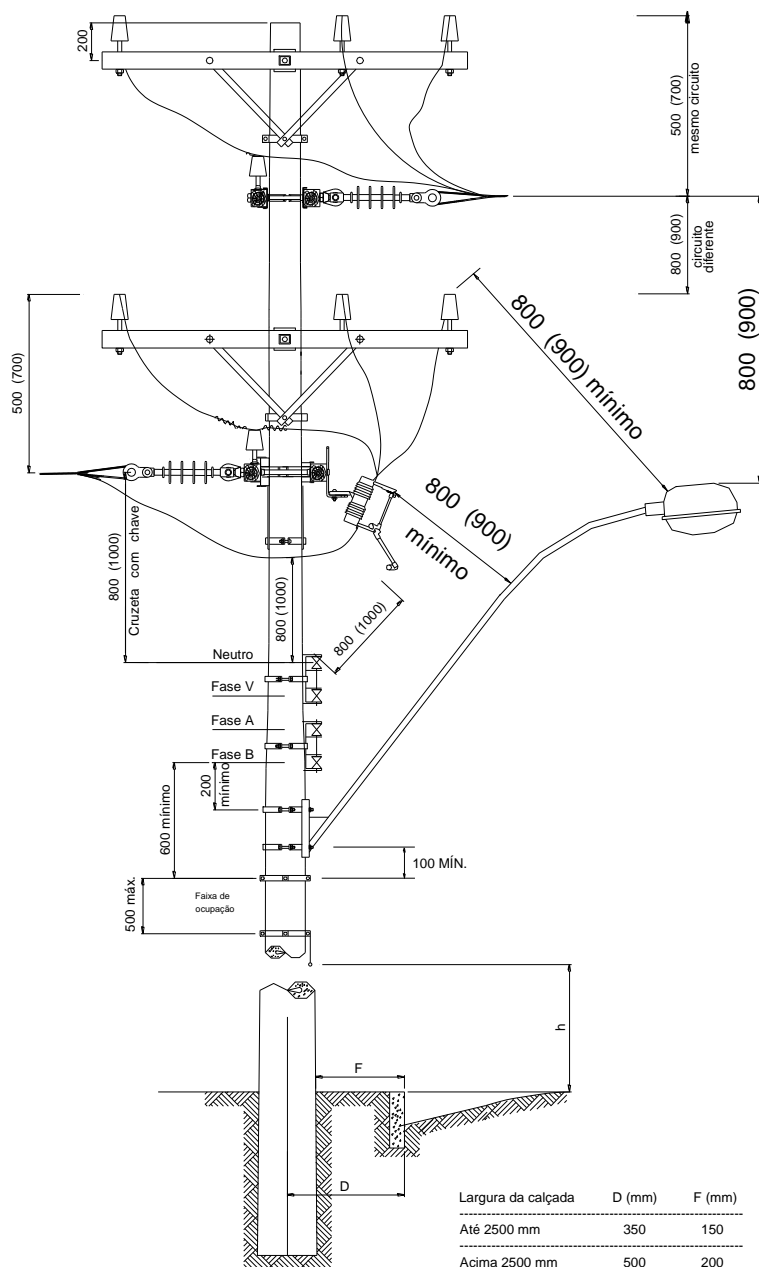 200
500 (700)
mesmo circuito
800 (900)
circuito
diferente
800 (900)
800 (900) mínimo
500 (700)
800 (900)
mínimo
800 (1000)
Cruzeta com chave
800 (1000)
800 (1000)
Neutro
Fase V
Fase A
Fase B
200
mínimo
600 mínimo
100 MÍN.
500 máx.
Faixa de
ocupação
h
F
D
Largura da calçada D (mm) F (mm)
Até 2500 mm 350 150
Acima 2500 mm 500 200